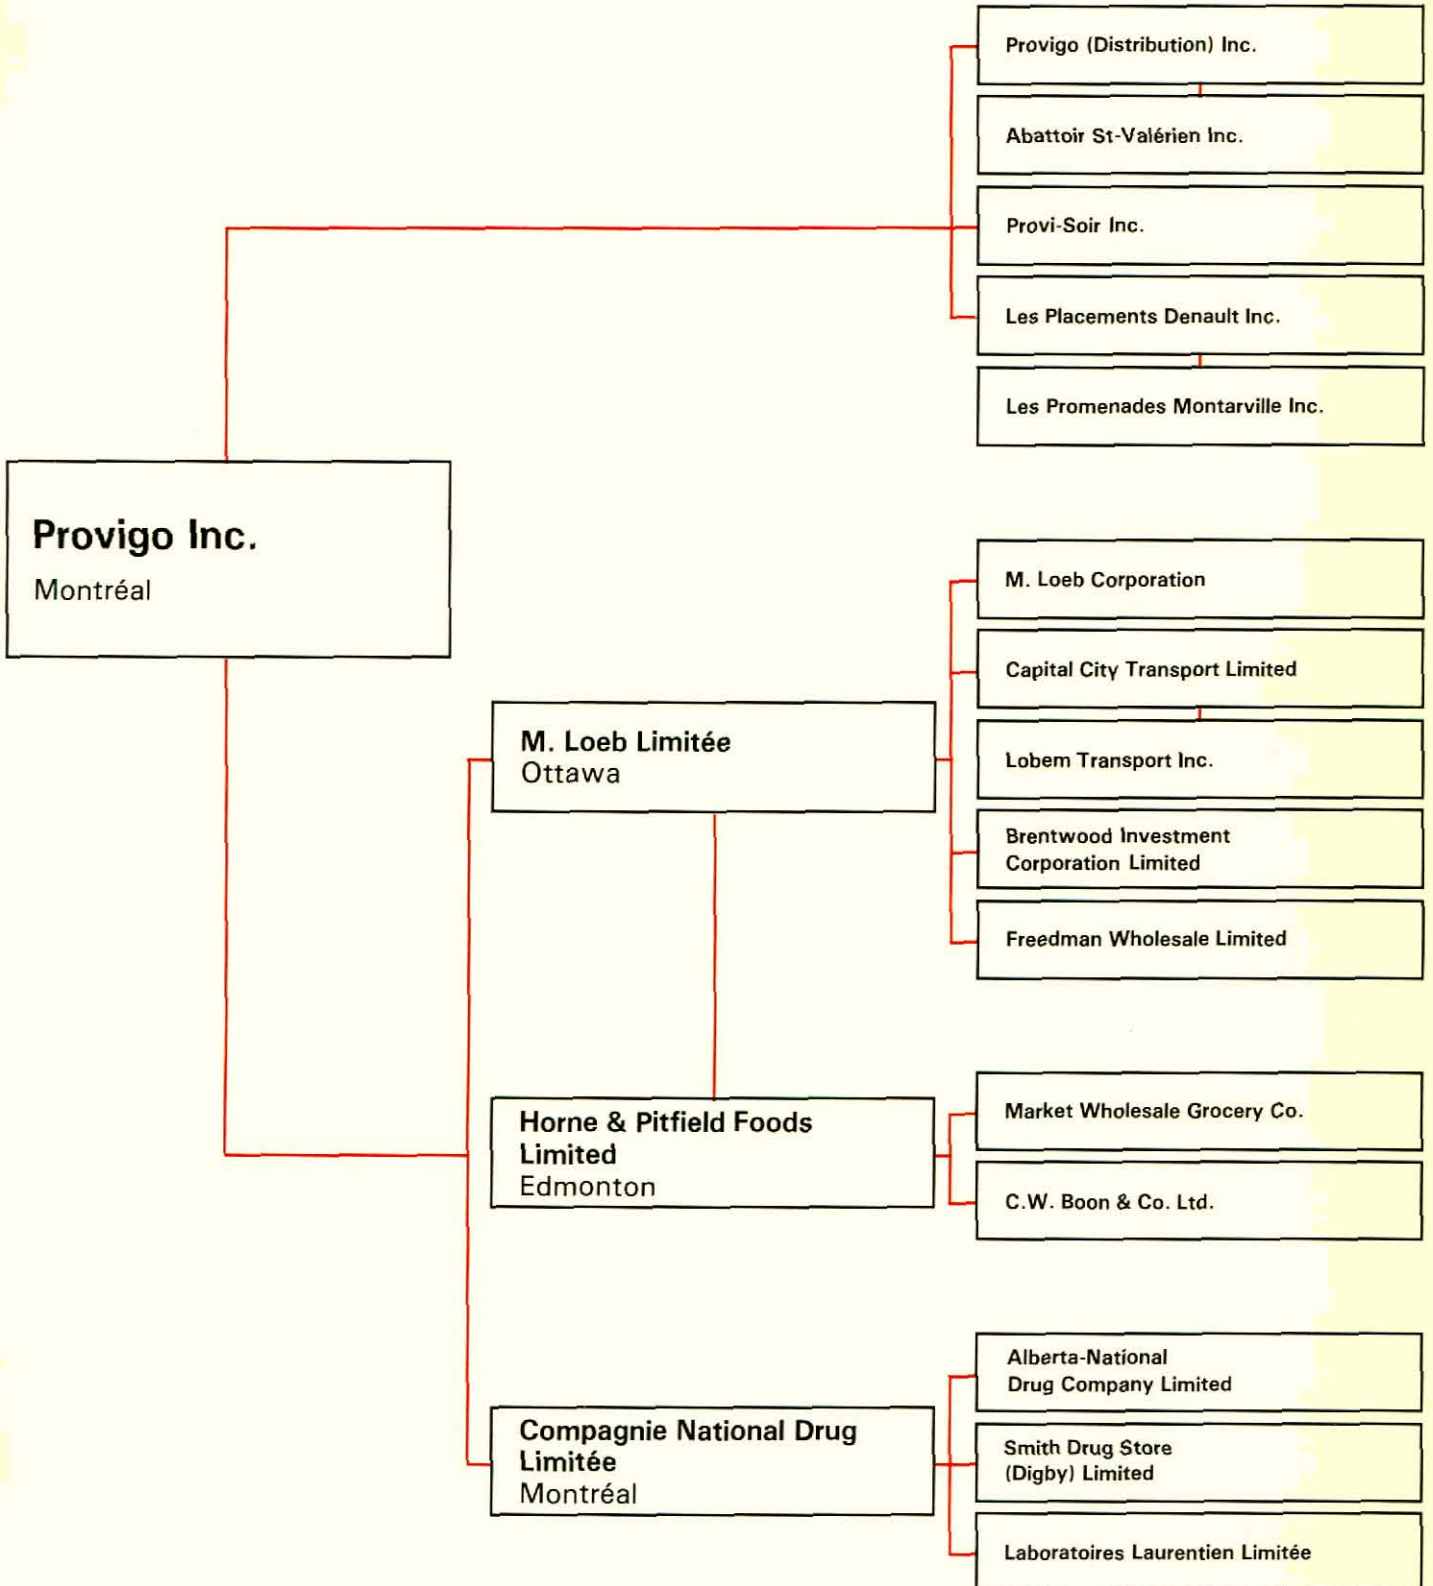 Provigo (Distribution) Inc.
Abattoir St-Valérien Inc.
Provi-Soir Inc.
Les Placements Denault Inc.
Les Promenades Montarville Inc.
Provigo Inc.
Montréal
M. Loeb Corporation
Capital City Transport Limited
M. Loeb Limitée
Ottawa
Lobem Transport Inc.
Brentwood Investment
Corporation Limited
Freedman Wholesale Limited
Horne & Pitfield Foods
Limited
Edmonton
Market Wholesale Grocery Co.
C.W. Boon & Co. Ltd.
Compagnie National Drug
Limitée
Montréal
Alberta-National
Drug Company Limited
Smith Drug Store
(Digby) Limited
Laboratoires Laurentien Limitée